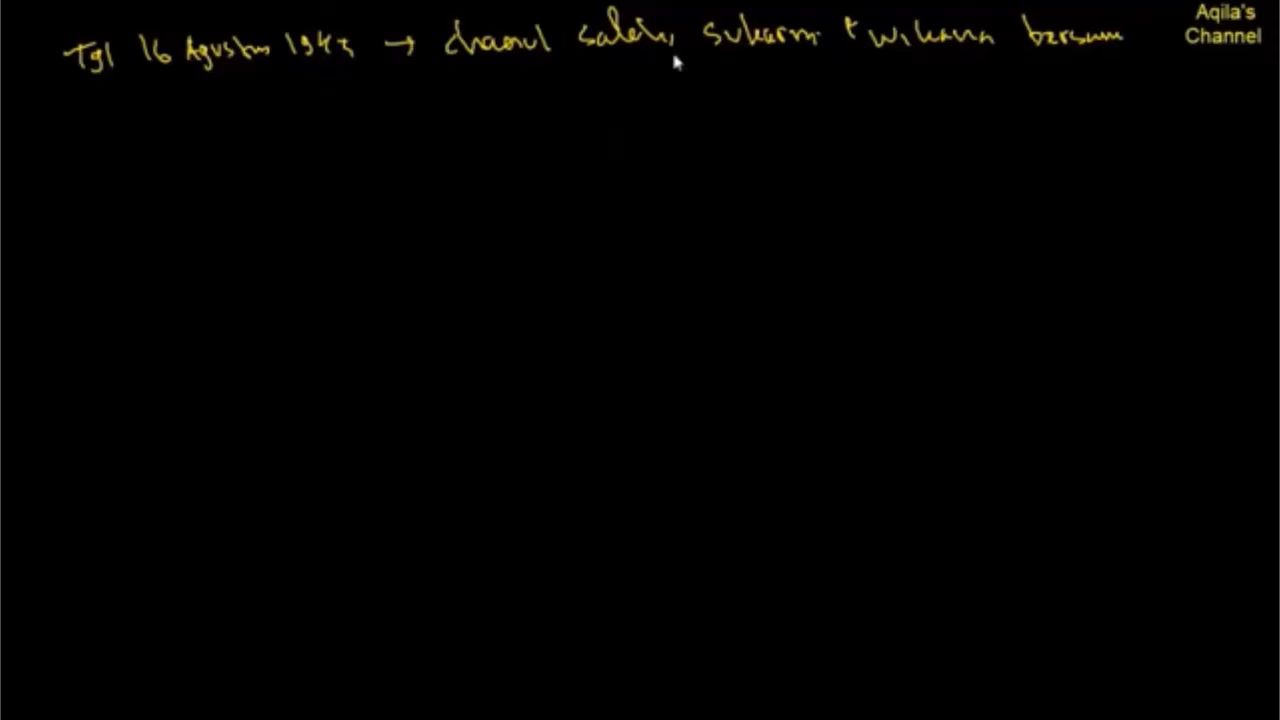 Tgl 16 Agustus 1945 → chaerul saleh, sukarni + wikana bersama
Aqila's
Channel